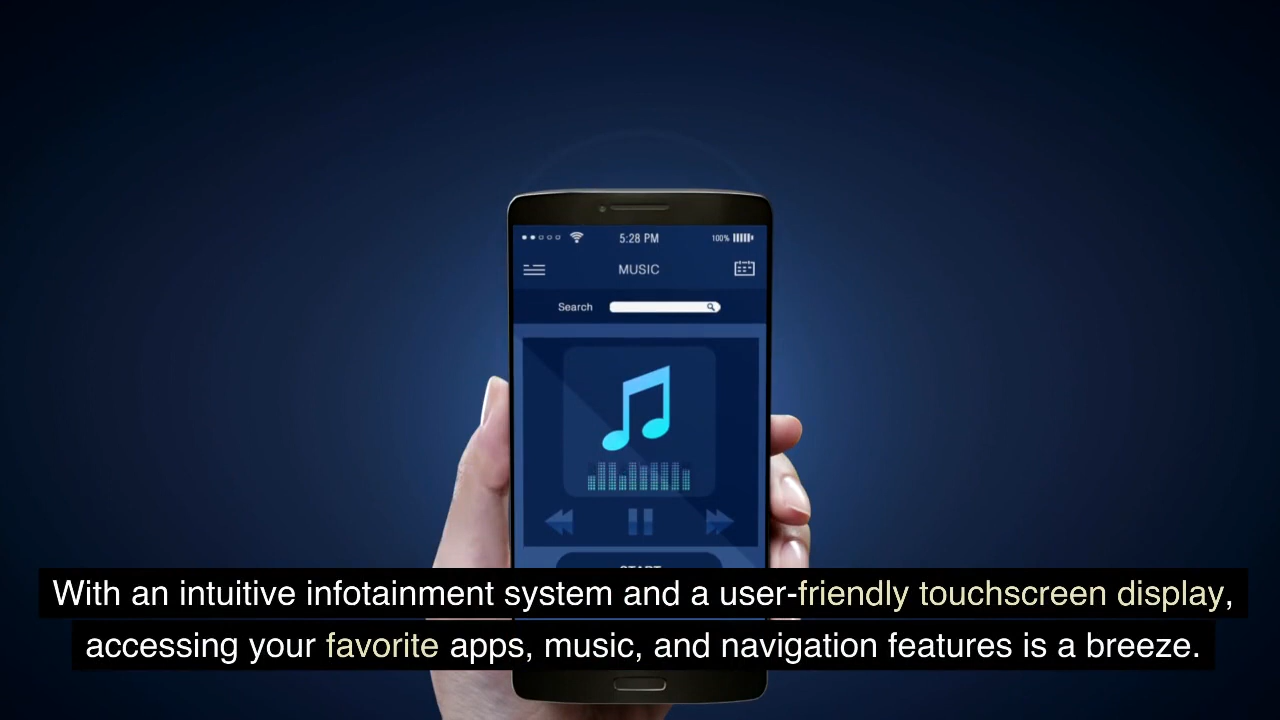 5:28 PM
100%
MUSIC
Search
START
With an intuitive infotainment system and a user-friendly touchscreen display,
accessing your favorite apps, music, and navigation features is a breeze.